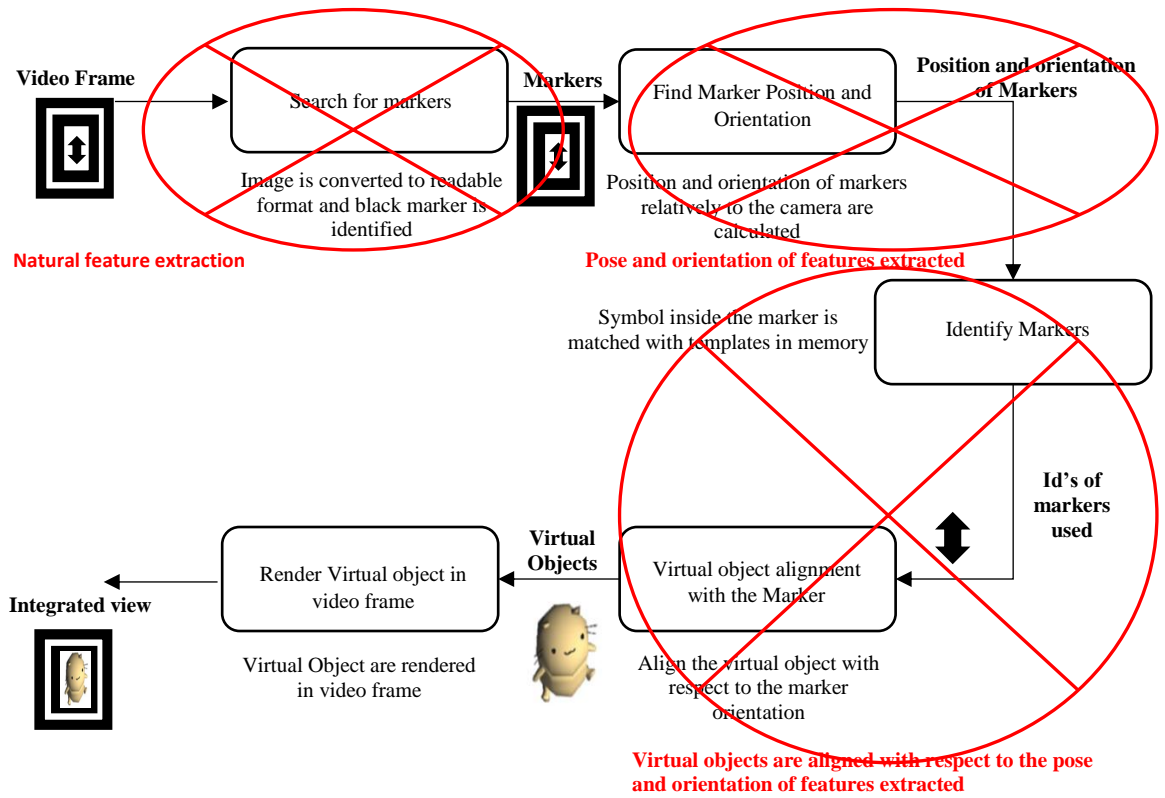 Video Frame
Search for markers
Image is converted to readable
format and black marker is
identified
Natural feature extraction
Markers
Find Marker Position and
Orientation
Position and orientation of markers
relatively to the camera are
calculated
Pose and orientation of features extracted
Position and orientation
of Markers
Symbol inside the marker is
matched with templates in memory
Identify Markers
Id's of
markers
used
Virtual object alignment
with the Marker
Align the virtual object with
respect to the marker
orientation
Virtual objects are aligned with respect to the pose
and orientation of features extracted
Virtual
Objects
Render Virtual object in
video frame
Virtual Object are rendered
in video frame
Integrated view